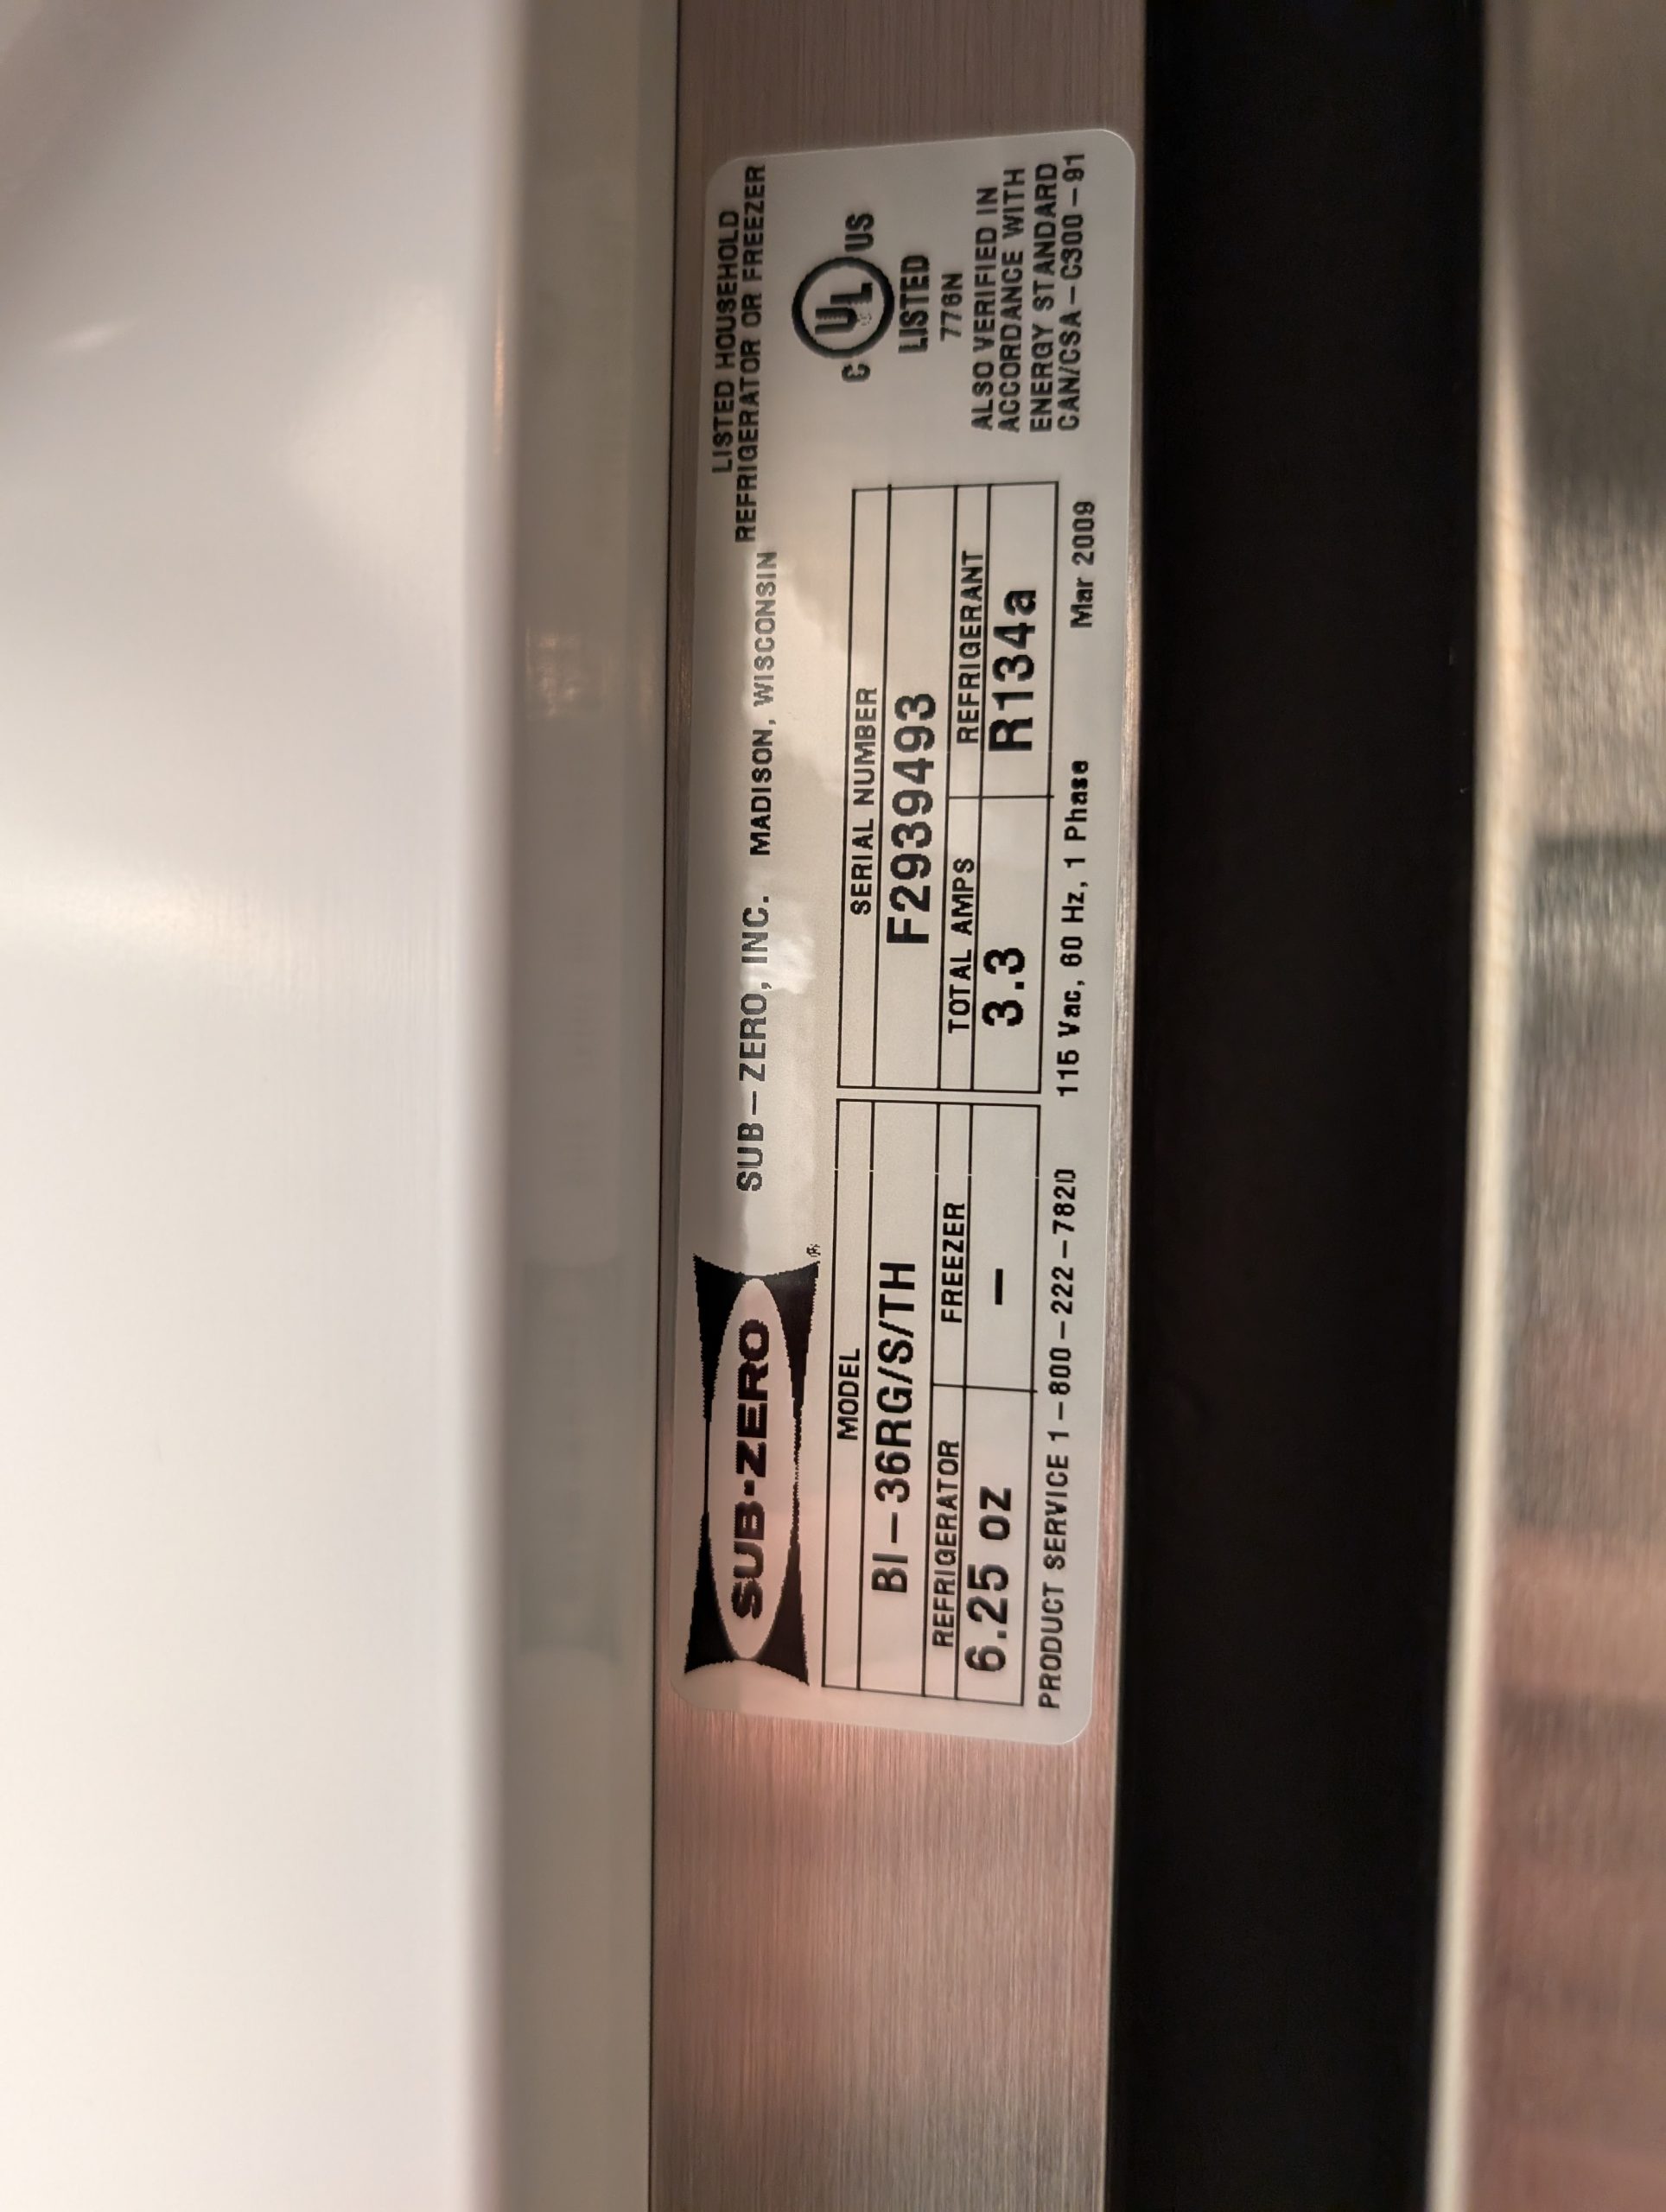 SUB-ZERO ®
SUB-ZERO, INC. MADISON, WISCONSIN
LISTED HOUSEHOLD
REFRIGERATOR OR FREEZER
MODEL
BI-36RG/S/TH
REFRIGERATOR FREEZER
6.25 oz -
SERIAL NUMBER
F2939493
TOTAL AMPS REFRIGERANT
3.3 R134a
C UL US
LISTED
776N
ALSO VERIFIED IN
ACCORDANCE WITH
ENERGY STANDARD
CAN/CSA-C300-91
PRODUCT SERVICE 1-800-222-7820 115 Vac, 60 Hz, 1 Phase Mar 2009